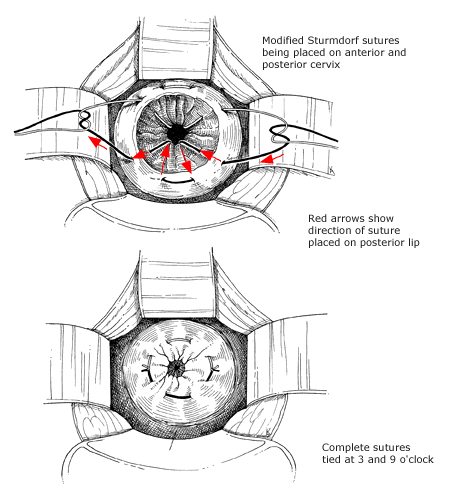 Modified Sturmdorf sutures
being placed on anterior and
posterior cervix
Red arrows show
direction of suture
placed on posterior lip
Complete sutures
tied at 3 and 9 o'clock